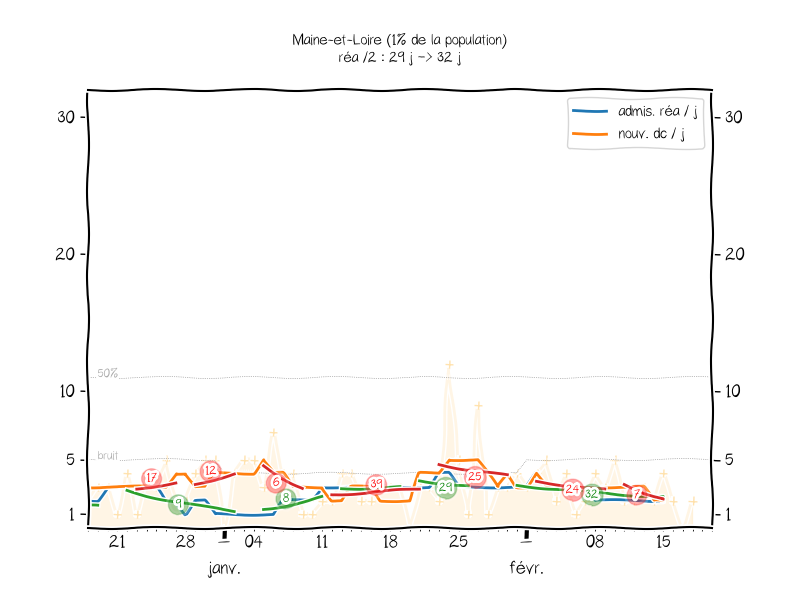 Maine-et-Loire (1% de la population)
réa /2 : 29 j -> 32 j
admis. réa / j
nouv. dc / j
30 30
20 20
10 10
5 5
1 1
50%
bruit
17 9 12 6 8 39 29 25 24 32 7
21 28 04 11 18 25 08 15
janv. févr.